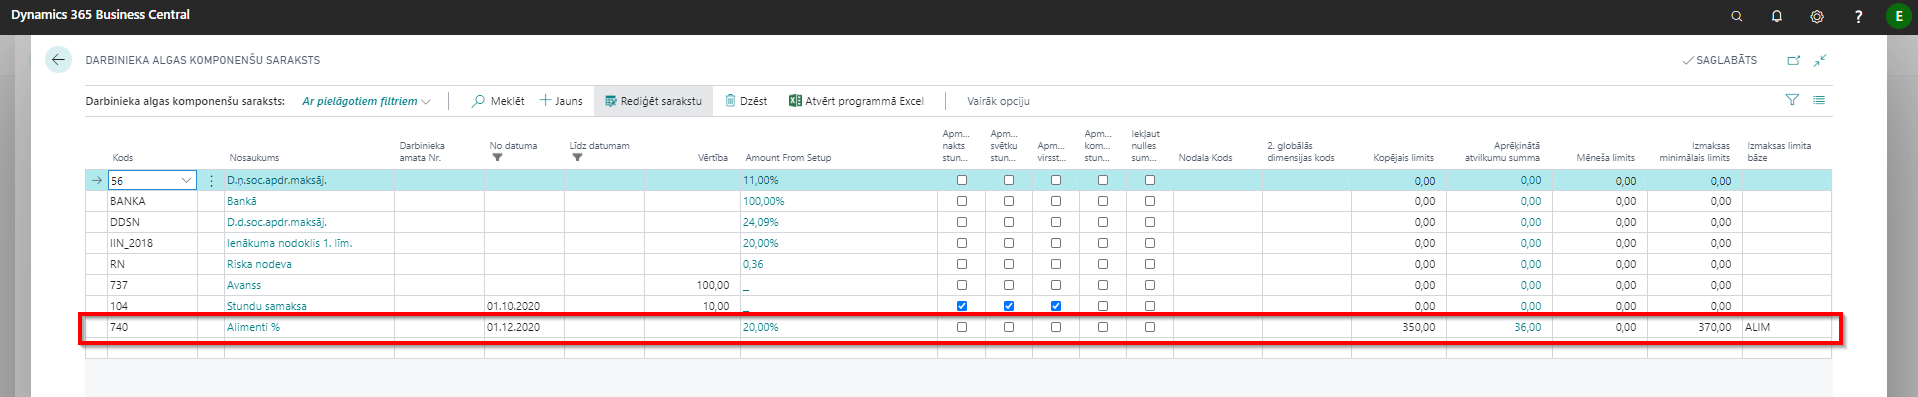 Dynamics 365 Business Central
E
DARBINIEKA ALGAS KOMPONENŠU SARAKSTS
SAGLABĀTS
Darbinieka algas komponenšu saraksts: Ar pielāgotiem filtriem Meklēt Jauns Rediģēt sarakstu Dzēst Atvērt programmā Excel Vairāk opciju
Kods Nosaukums Darbinieka amata Nr. No datuma Līdz datumam Vērtība Amount From Setup Apm... nakts stun... Apm... svētku stun... Apm... virsst... Apm... kom... stun... Iekļaut nulles sum... Nodala Kods 2. globālās dimensijas kods Kopējais limits Aprēķinātā atvilkumu summa Mēneša limits Izmaksas minimālais limits Izmaksas limita bāze
56 D.ņ.soc.apdr.maksāj. 11,00% 0,00 0,00 0,00 0,00
BANKA Bankā 100,00% 0,00 0,00 0,00 0,00
DDSN D.d.soc.apdr.maksāj. 24,09% 0,00 0,00 0,00 0,00
IIN_2018 Ienākuma nodoklis 1. līm. 20,00% 0,00 0,00 0,00 0,00
RN Riska nodeva 0,36 0,00 0,00 0,00 0,00
737 Avanss 100,00 _ 0,00 0,00 0,00 0,00
104 Stundu samaksa 01.10.2020 10,00 _ 0,00 0,00 0,00 0,00
740 Alimenti % 01.12.2020 20,00% 350,00 36,00 0,00 370,00 ALIM